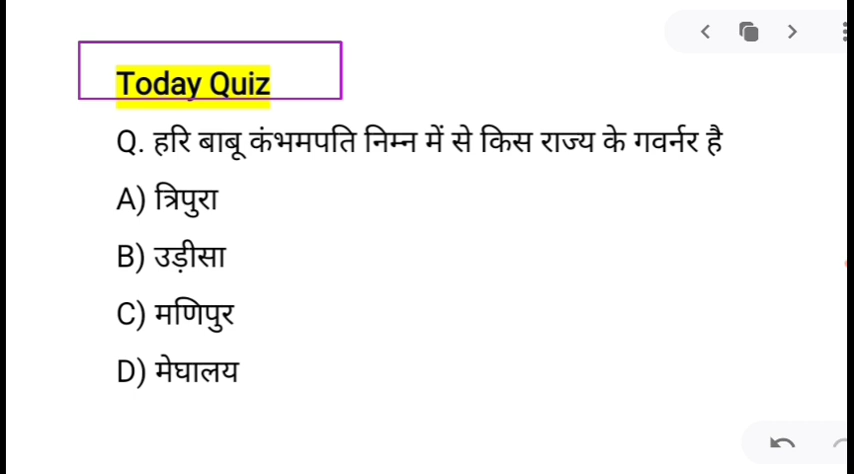 Today Quiz
Q. हरि बाबू कंभमपति निम्न में से किस राज्य के गवर्नर है
A) त्रिपुरा
B) उड़ीसा
C) मणिपुर
D) मेघालय